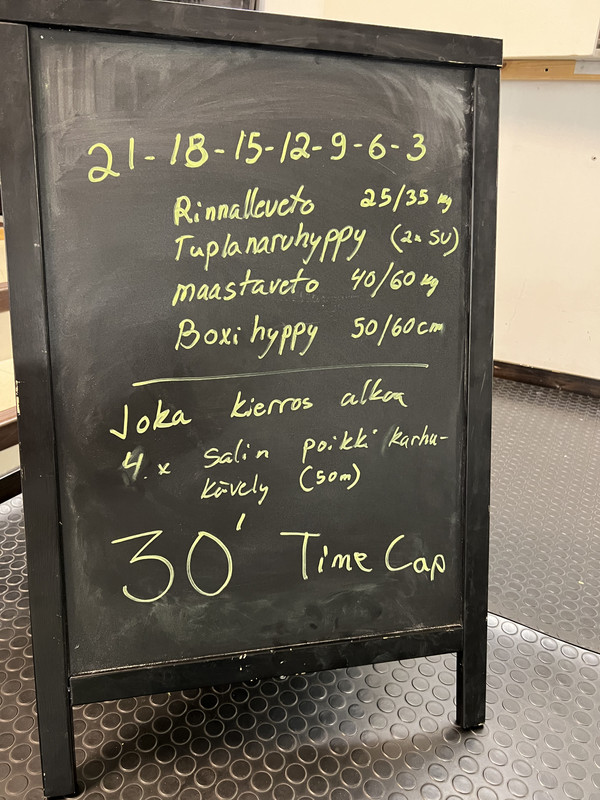 21-18-15-12-9-6-3
Rinnalleveto 25/35 kg
Tuplanaruhyppy (2x SU)
maastaveto 40/60 kg
Boxi hyppy 50/60cm
Joka kierros alkaa
4.x salin poikki karhu-
kävely (50m)
30' Time Cap